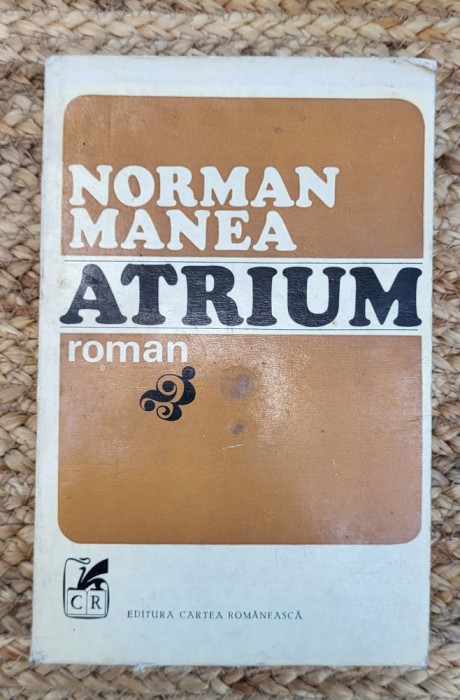 NORMAN
MANEA
ATRIUM
roman
CR
EDITURA CARTEA ROMÂNEASCĂ